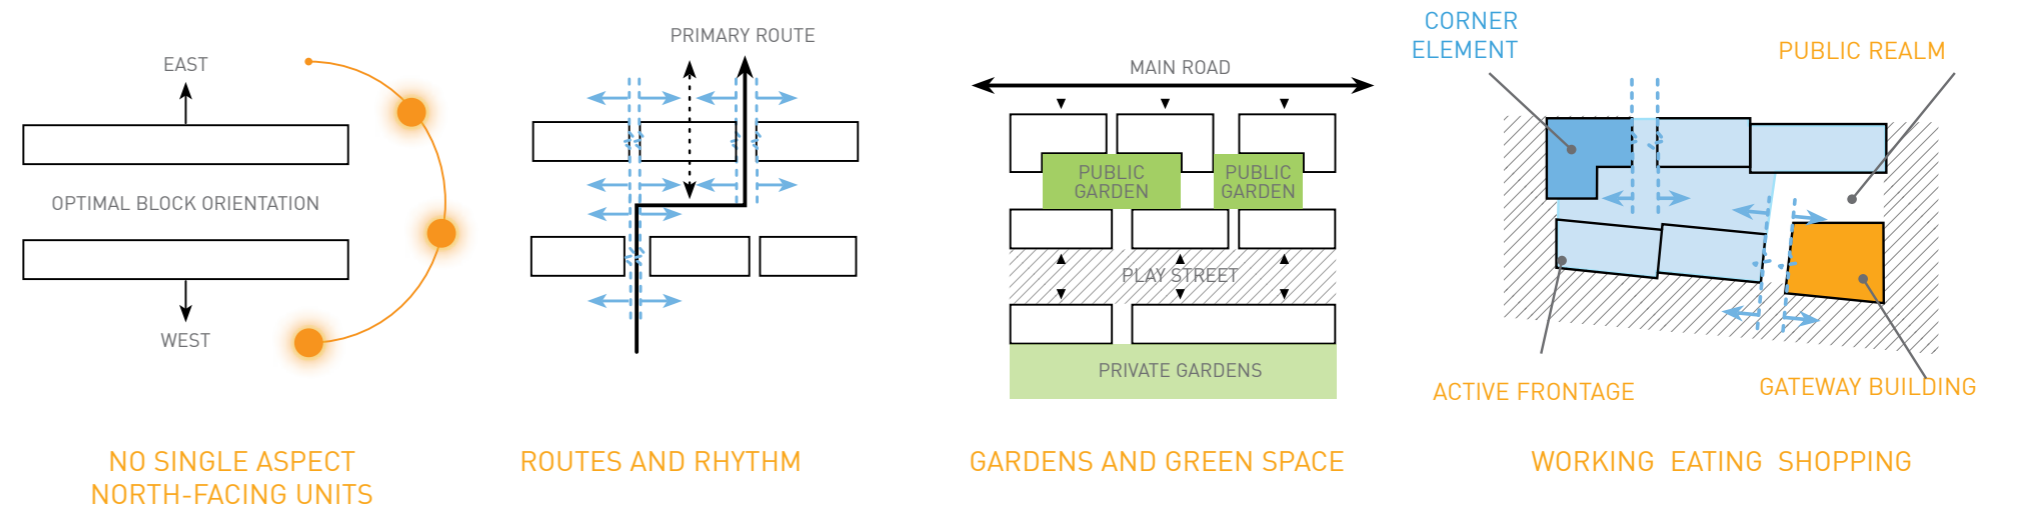 EAST
OPTIMAL BLOCK ORIENTATION
WEST
NO SINGLE ASPECT
NORTH-FACING UNITS
PRIMARY ROUTE
ROUTES AND RHYTHM
MAIN ROAD
PUBLIC
GARDEN
PUBLIC
GARDEN
PLAY STREET
PRIVATE GARDENS
GARDENS AND GREEN SPACE
CORNER
ELEMENT
PUBLIC REALM
ACTIVE FRONTAGE
GATEWAY BUILDING
WORKING EATING SHOPPING